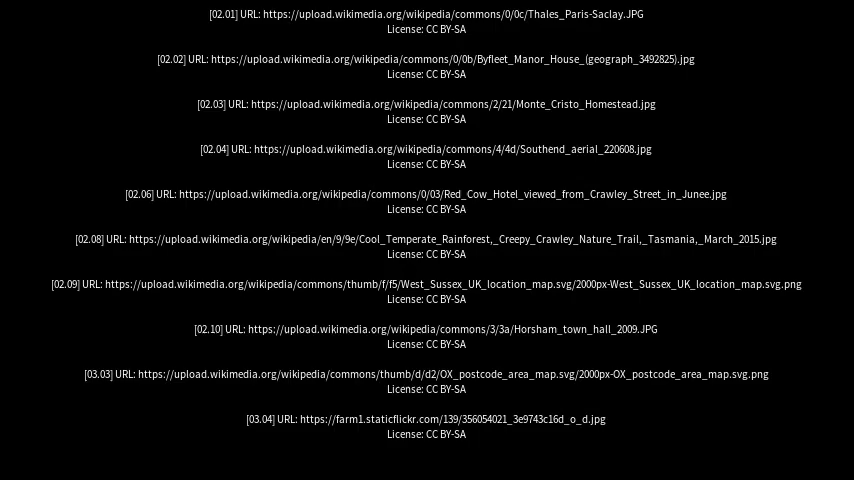 [02.01] URL: https://upload.wikimedia.org/wikipedia/commons/0/0c/Thales_Paris-Saclay.JPG
License: CC BY-SA
[02.02] URL: https://upload.wikimedia.org/wikipedia/commons/0/0b/Byfleet_Manor_House_(geograph_3492825).jpg
License: CC BY-SA
[02.03] URL: https://upload.wikimedia.org/wikipedia/commons/2/21/Monte_Cristo_Homestead.jpg
License: CC BY-SA
[02.04] URL: https://upload.wikimedia.org/wikipedia/commons/4/4d/Southend_aerial_220608.jpg
License: CC BY-SA
[02.06] URL: https://upload.wikimedia.org/wikipedia/commons/0/03/Red_Cow_Hotel_viewed_from_Crawley_Street_in_Junee.jpg
License: CC BY-SA
[02.08] URL: https://upload.wikimedia.org/wikipedia/en/9/9e/Cool_Temperate_Rainforest,_Creepy_Crawley_Nature_Trail,_Tasmania,_March_2015.jpg
License: CC BY-SA
[02.09] URL: https://upload.wikimedia.org/wikipedia/commons/thumb/f/f5/West_Sussex_UK_location_map.svg/2000px-West_Sussex_UK_location_map.svg.png
License: CC BY-SA
[02.10] URL: https://upload.wikimedia.org/wikipedia/commons/3/3a/Horsham_town_hall_2009.JPG
License: CC BY-SA
[03.03] URL: https://upload.wikimedia.org/wikipedia/commons/thumb/d/d2/OX_postcode_area_map.svg/2000px-OX_postcode_area_map.svg.png
License: CC BY-SA
[03.04] URL: https://farm1.staticflickr.com/139/356054021_3e9743c16d_o_d.jpg
License: CC BY-SA